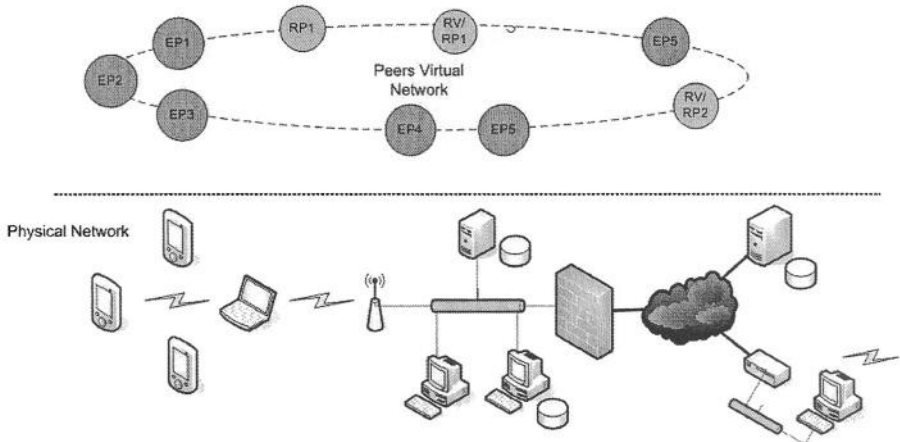 EP1
RP1
RV/
RP1
EP5
EP2
Peers Virtual
Network
RV/
RP2
EP3
EP4
EP5
Physical Network